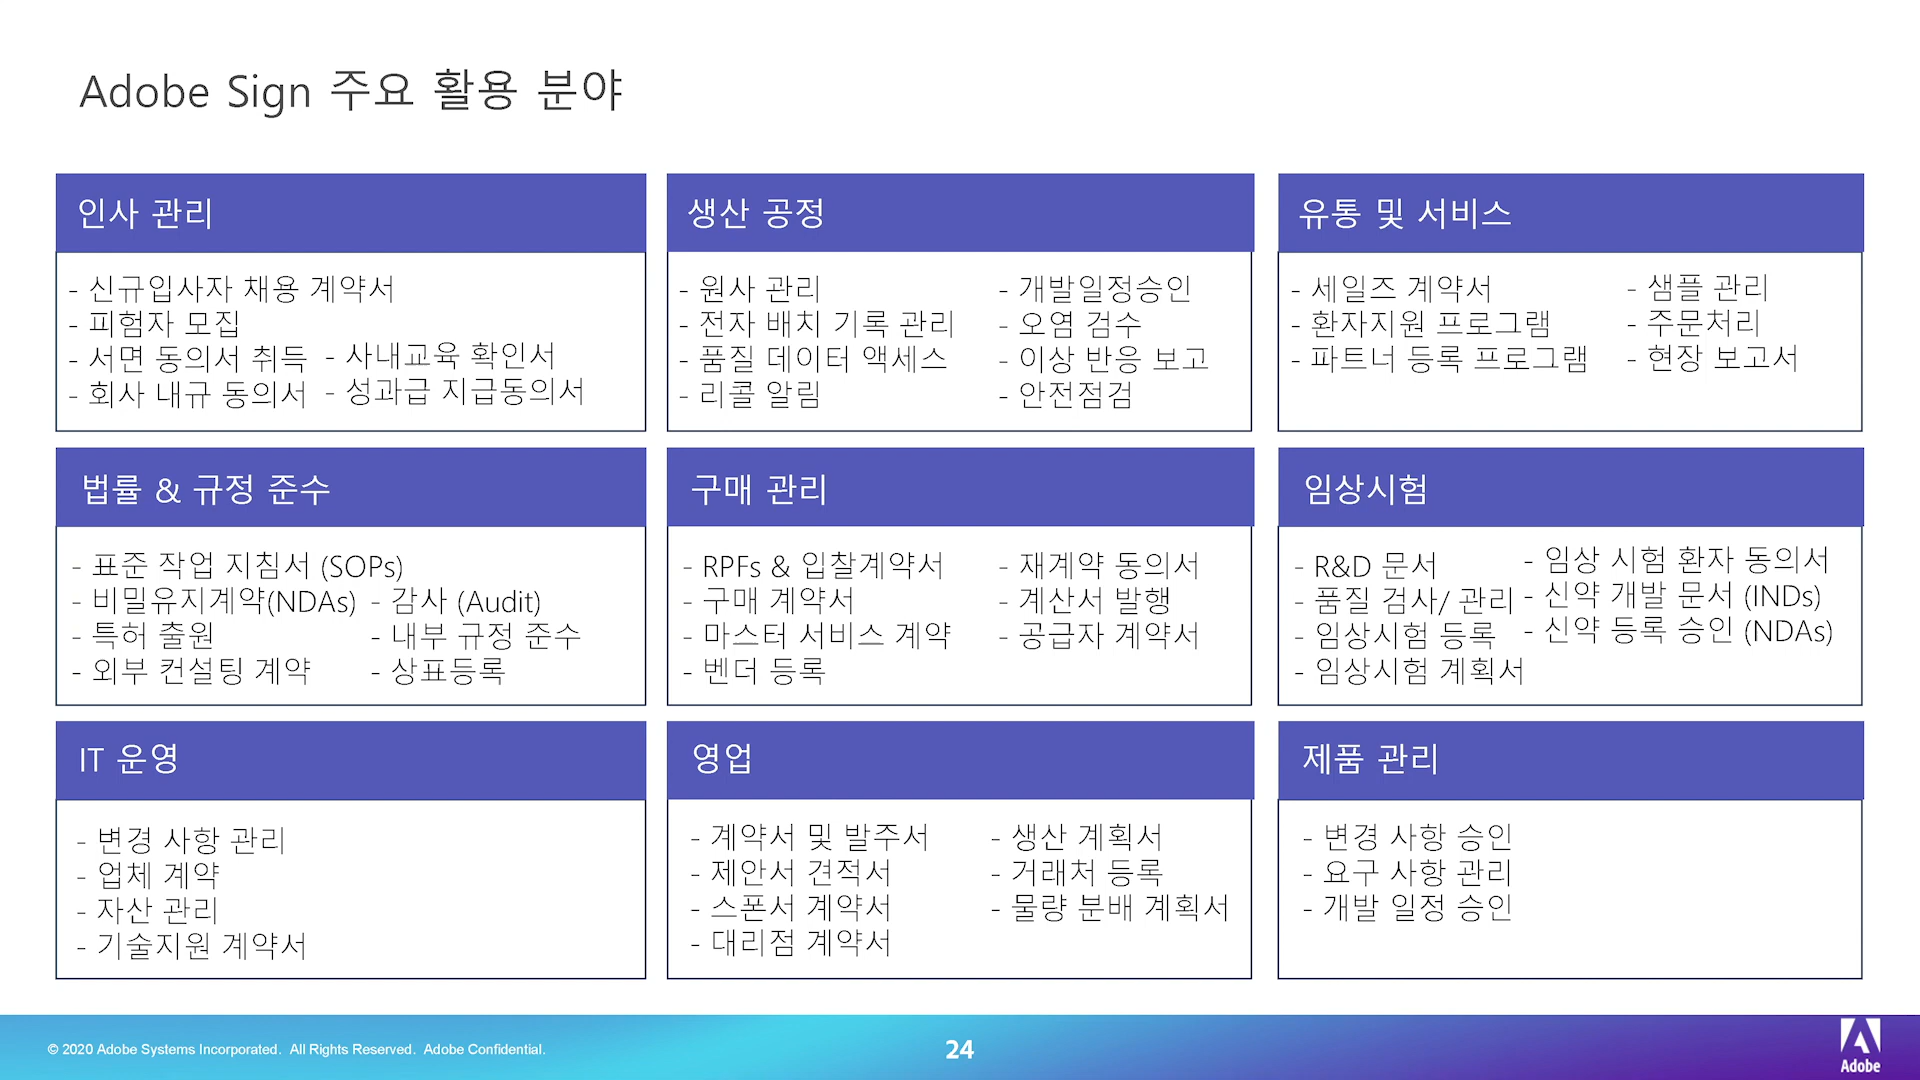 Adobe Sign 주요 활용 분야
인사 관리
- 신규입사자 채용 계약서
- 피험자 모집
- 서면 동의서 취득
- 회사 내규 동의서
- 사내교육 확인서
- 성과급 지급동의서
생산 공정
- 원사 관리
- 전자 배치 기록 관리
- 품질 데이터 액세스
- 리콜 알림
- 개발일정승인
- 오염 검수
- 이상 반응 보고
- 안전점검
유통 및 서비스
- 세일즈 계약서
- 환자지원 프로그램
- 파트너 등록 프로그램
- 샘플 관리
- 주문처리
- 현장 보고서
법률 & 규정 준수
- 표준 작업 지침서 (SOPs)
- 비밀유지계약(NDAs)
- 특허 출원
- 외부 컨설팅 계약
- 감사 (Audit)
- 내부 규정 준수
- 상표등록
구매 관리
- RPFs & 입찰계약서
- 구매 계약서
- 마스터 서비스 계약
- 벤더 등록
- 재계약 동의서
- 계산서 발행
- 공급자 계약서
임상시험
- R&D 문서
- 품질 검사/ 관리
- 임상시험 등록
- 임상시험 계획서
- 임상 시험 환자 동의서
- 신약 개발 문서 (INDs)
- 신약 등록 승인 (NDAs)
IT 운영
- 변경 사항 관리
- 업체 계약
- 자산 관리
- 기술지원 계약서
영업
- 계약서 및 발주서
- 제안서 견적서
- 스폰서 계약서
- 대리점 계약서
- 생산 계획서
- 거래처 등록
- 물량 분배 계획서
제품 관리
- 변경 사항 승인
- 요구 사항 관리
- 개발 일정 승인
© 2020 Adobe Systems Incorporated. All Rights Reserved. Adobe Confidential.
24
Adobe